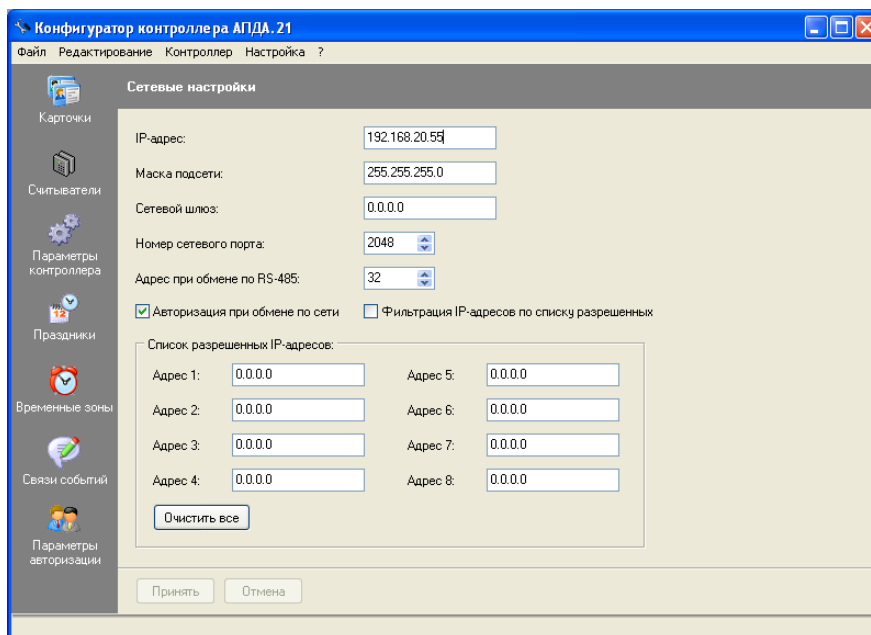 Конфигуратор контроллера АПДА.21
Файл Редактирование Контроллер Настройка ?
Карточки
Считыватели
Параметры
контроллера
12
Праздники
Временные зоны
Связи событий
Параметры
авторизации
Сетевые настройки
IP-адрес: 192.168.20.55
Маска подсети: 255.255.255.0
Сетевой шлюз: 0.0.0.0
Номер сетевого порта: 2048
Адрес при обмене по RS-485: 32
Авторизация при обмене по сети Фильтрация IP-адресов по списку разрешенных
Список разрешенных IP-адресов:
Адрес 1: 0.0.0.0 Адрес 5: 0.0.0.0
Адрес 2: 0.0.0.0 Адрес 6: 0.0.0.0
Адрес 3: 0.0.0.0 Адрес 7: 0.0.0.0
Адрес 4: 0.0.0.0 Адрес 8: 0.0.0.0
Очистить все
Принять Отмена